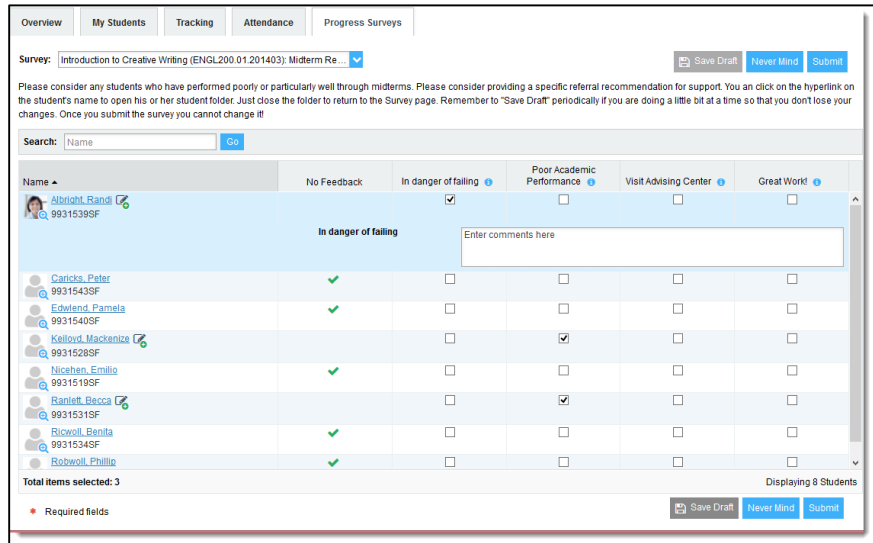 Overview My Students Tracking Attendance Progress Surveys
Survey: Introduction to Creative Writing (ENGL200.01.201403): Midterm Re... Save Draft Never Mind Submit
Please consider any students who have performed poorly or particularly well through midterms. Please consider providing a specific referral recommendation for support. You an click on the hyperlink on
the student's name to open his or her student folder. Just close the folder to return to the Survey page. Remember to "Save Draft" periodically if you are doing a little bit at a time so that you don't lose your
changes. Once you submit the survey you cannot change it!
Search: Name Go
Name No Feedback In danger of failing Poor Academic Performance Visit Advising Center Great Work!
Albright, Randi
9931539SF
In danger of failing Enter comments here
Caricks, Peter
9931543SF
Edwlend, Pamela
9931540SF
Keiloyd, Mackenize
9931528SF
Nicehen, Emilio
9931519SF
Ranlett, Becca
9931531SF
Ricwoll, Benita
9931534SF
Robwoll, Phillip
Total items selected: 3 Displaying 8 Students
* Required fields Save Draft Never Mind Submit